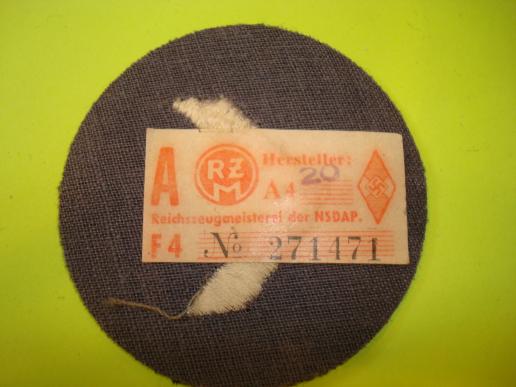 A RZM Hersteller:
A4 20
Reichszeugmeisterei der NSDAP.
F4 No 271471